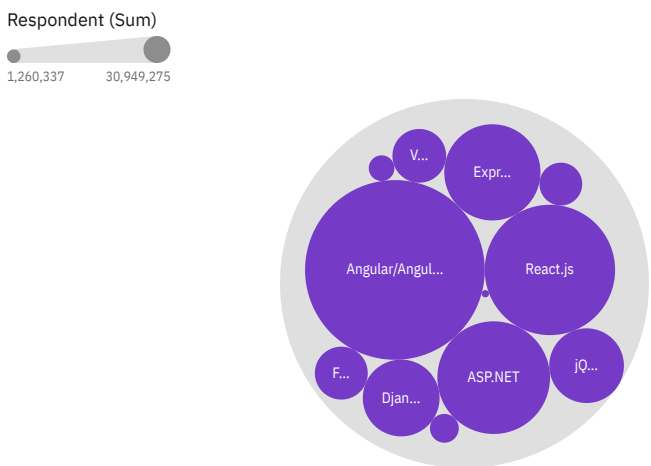 Respondent (Sum)
1,260,337 30,949,275
V...
Expr...
Angular/Angul...
React.js
F...
Djan...
ASP.NET
jQ...